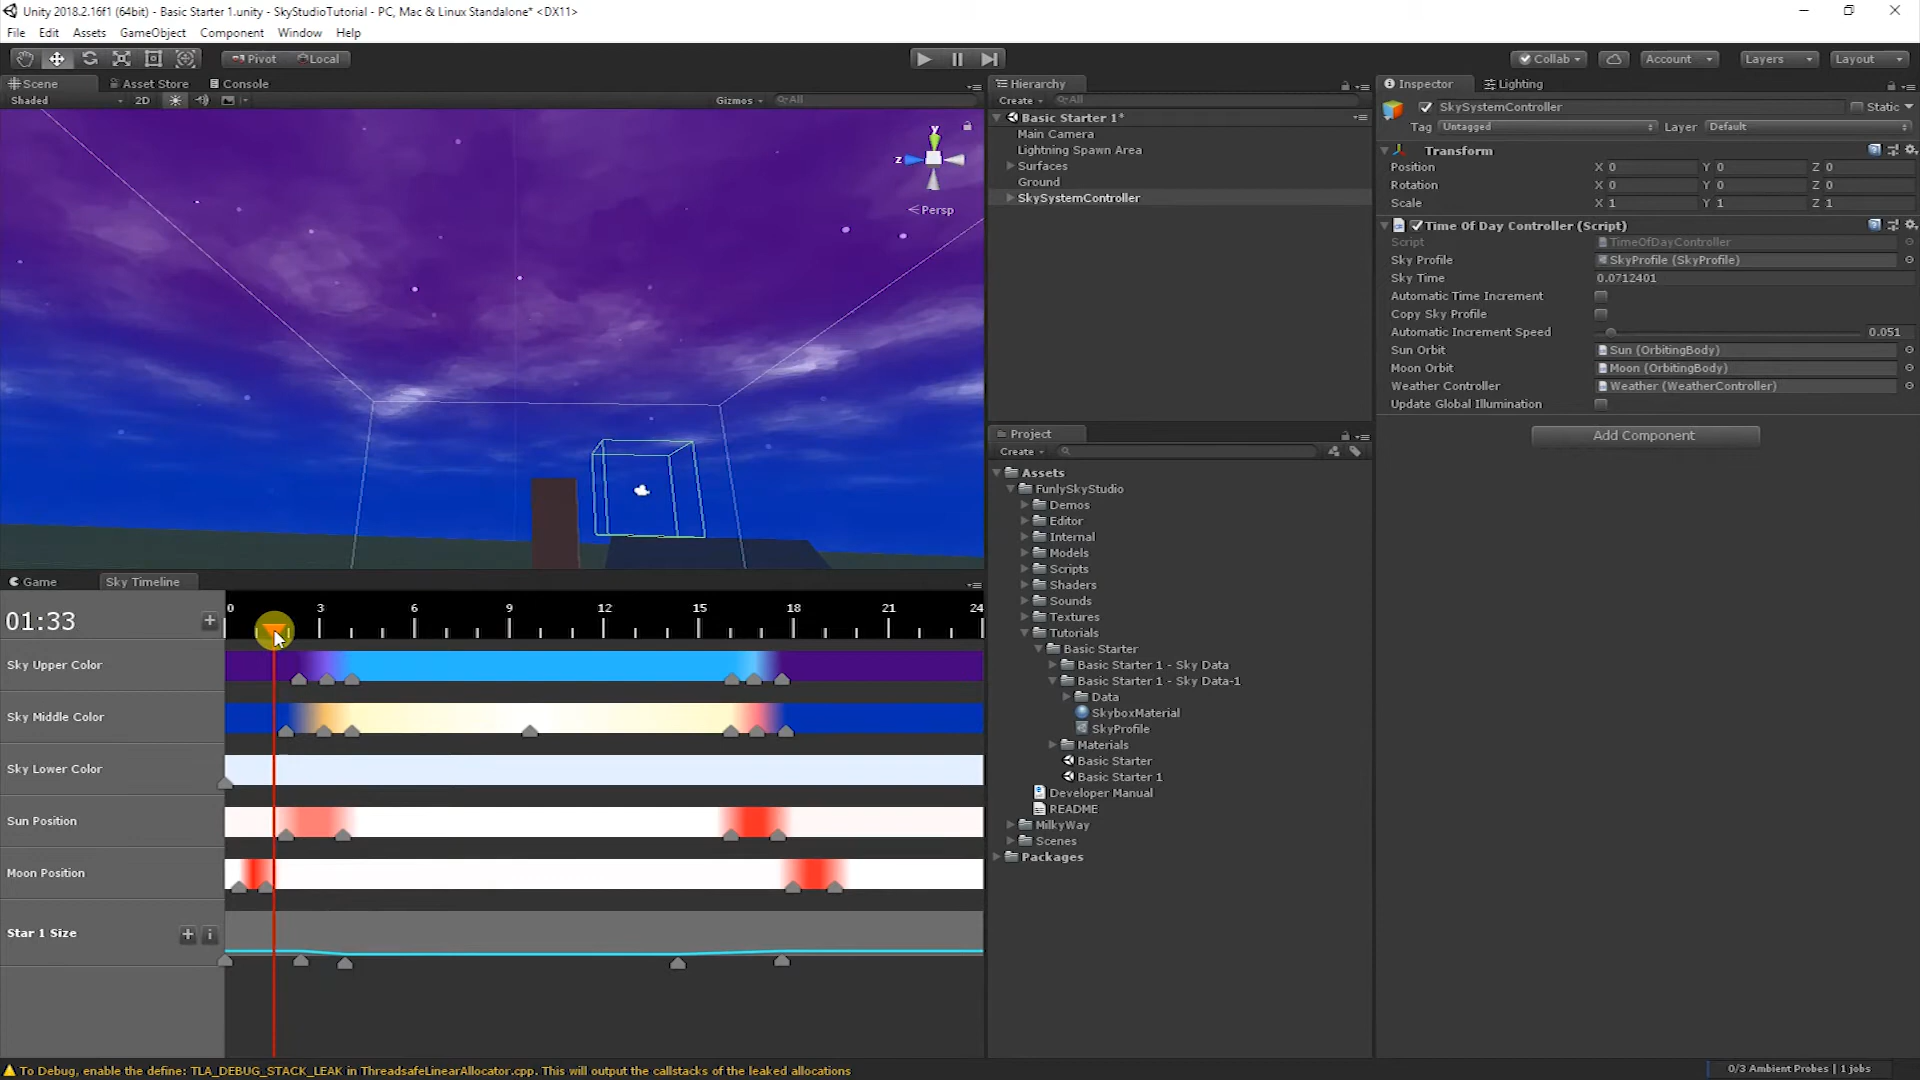 Unity 2018.2.16f1 (64bit) - Basic Starter 1.unity - SkyStudioTutorial - PC, Mac & Linux Standalone* <DX11>
File Edit Assets GameObject Component Window Help
Pivot Local Collab Account Layers Layout
Scene Asset Store Console
Shaded 2D Gizmos All
y
z
Persp
Hierarchy
Create All
Basic Starter 1*
Main Camera
Lightning Spawn Area
Surfaces
Ground
SkySystemController
Project
Create
Assets
FunlySkyStudio
Demos
Editor
Internal
Models
Scripts
Shaders
Sounds
Textures
Tutorials
Basic Starter
Basic Starter 1 - Sky Data
Basic Starter 1 - Sky Data-1
Data
SkyboxMaterial
SkyProfile
Materials
Basic Starter
Basic Starter 1
Developer Manual
README
MilkyWay
Scenes
Packages
Inspector Lighting
SkySystemController Static
Tag Untagged Layer Default
Transform
Position X 0 Y 0 Z 0
Rotation X 0 Y 0 Z 0
Scale X 1 Y 1 Z 1
Time Of Day Controller (Script)
Script TimeOfDayController
Sky Profile SkyProfile (SkyProfile)
Sky Time 0.0712401
Automatic Time Increment
Copy Sky Profile
Automatic Increment Speed 0.051
Sun Orbit Sun (OrbitingBody)
Moon Orbit Moon (OrbitingBody)
Weather Controller Weather (WeatherController)
Update Global Illumination
Add Component
Game Sky Timeline
01:33 0 3 6 9 12 15 18 21 24
Sky Upper Color
Sky Middle Color
Sky Lower Color
Sun Position
Moon Position
Star 1 Size
To Debug, enable the define: TLA_DEBUG_STACK_LEAK in ThreadsafeLinearAllocator.cpp. This will output the callstacks of the leaked allocations
0/3 Ambient Probes | 1 jobs